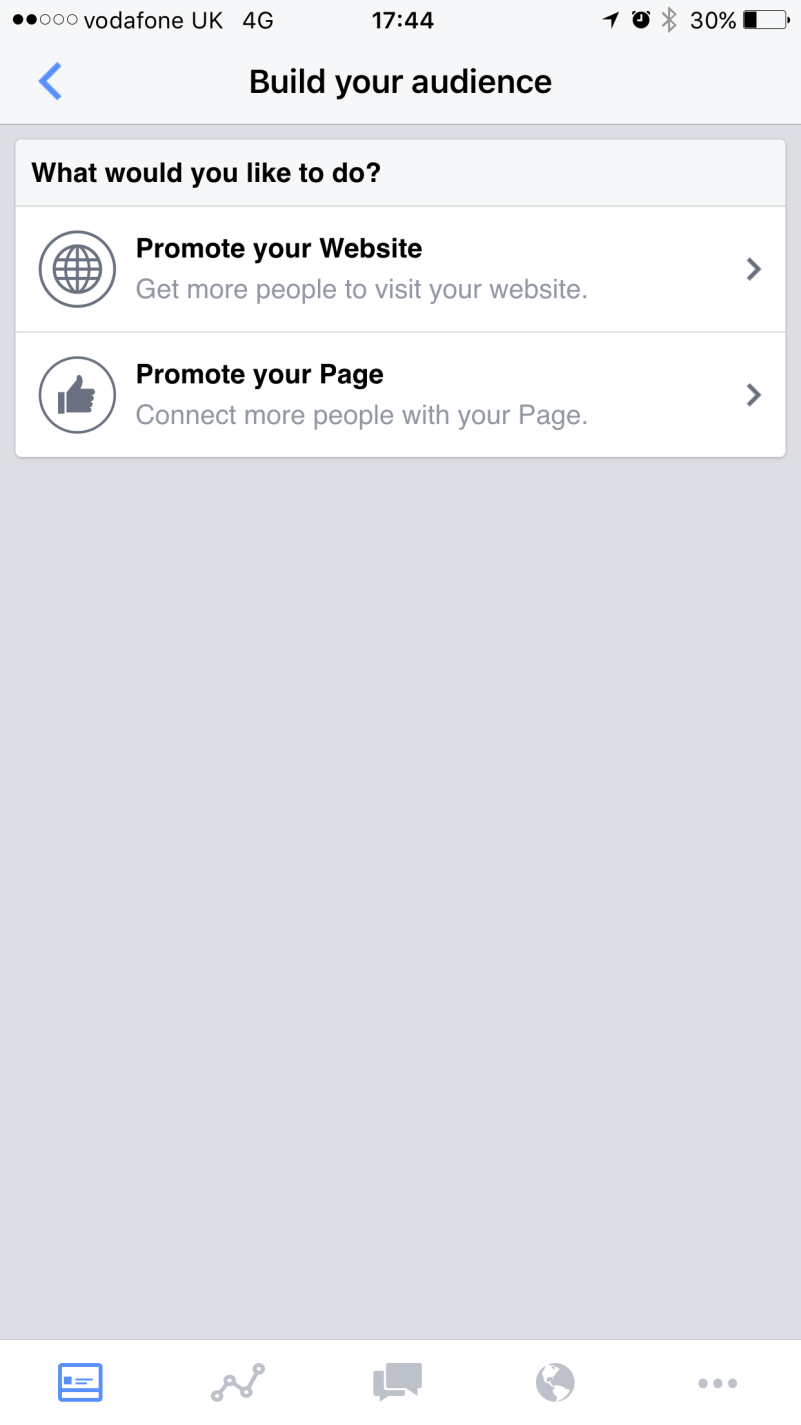 vodafone UK 4G 17:44 30%
Build your audience
What would you like to do?
Promote your Website
Get more people to visit your website.
Promote your Page
Connect more people with your Page.